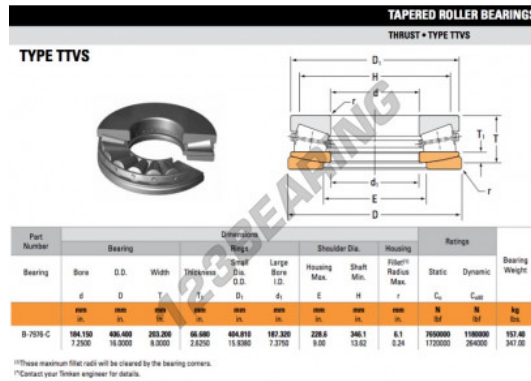 TAPERED ROLLER BEARINGS
THRUST • TYPE TTVS
TYPE TTVS
D₁
H
d
r
T₁
T
d₁
E
D
r
123BEARING
Part Number Dimensions Ratings Bearing Weight
Bearing Rings Shoulder Dia. Housing
Bearing Bore O.D. Width Thickness Small Dia. O.D. Large Bore I.D. Housing Max. Shaft Min. Fillet⁽¹⁾ Radius Max. Static Dynamic
d D T T₁ D₁ d₁ E H r
mm mm mm mm mm mm mm mm mm N N kg
in. in. in. in. in. in. in. in. in. lbf lbf lbs.
B-7976-C 184.150 406.400 203.200 66.680 404.810 187.320 228.6 346.1 6.1 7650000 1180000 157.40
7.2500 16.0000 8.0000 2.6250 15.9380 7.3750 9.00 13.62 0.24 1720000 264000 347.00
⁽¹⁾These maximum fillet radii will be cleared by the bearing corners.
⁽*⁾Contact your Timken engineer for details.